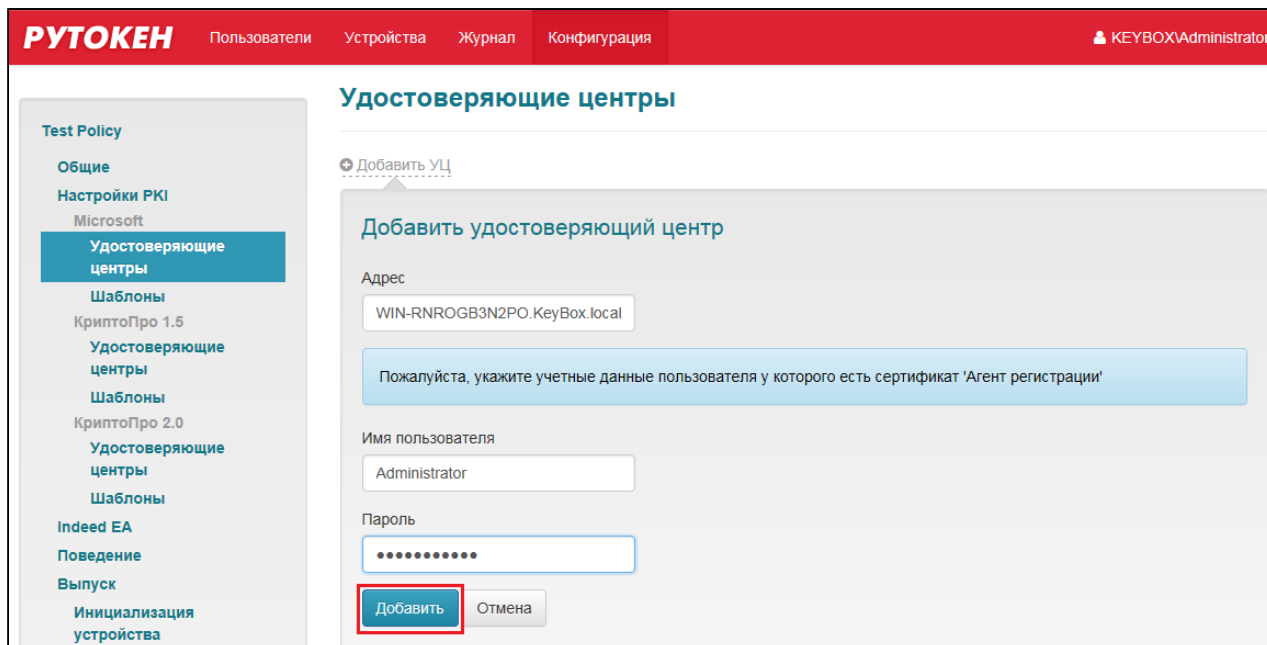 РУТОКЕН Пользователи Устройства Журнал Конфигурация KEYBOX\Administrator
Test Policy
Общие
Настройки PKI
Microsoft
Удостоверяющие
центры
Шаблоны
КриптоПро 1.5
Удостоверяющие
центры
Шаблоны
КриптоПро 2.0
Удостоверяющие
центры
Шаблоны
Indeed EA
Поведение
Выпуск
Инициализация
устройства
Удостоверяющие центры
Добавить УЦ
Добавить удостоверяющий центр
Адрес
WIN-RNROGB3N2PO.KeyBox.local
Пожалуйста, укажите учетные данные пользователя у которого есть сертификат 'Агент регистрации'
Имя пользователя
Administrator
Пароль
•••••••••••
Добавить Отмена